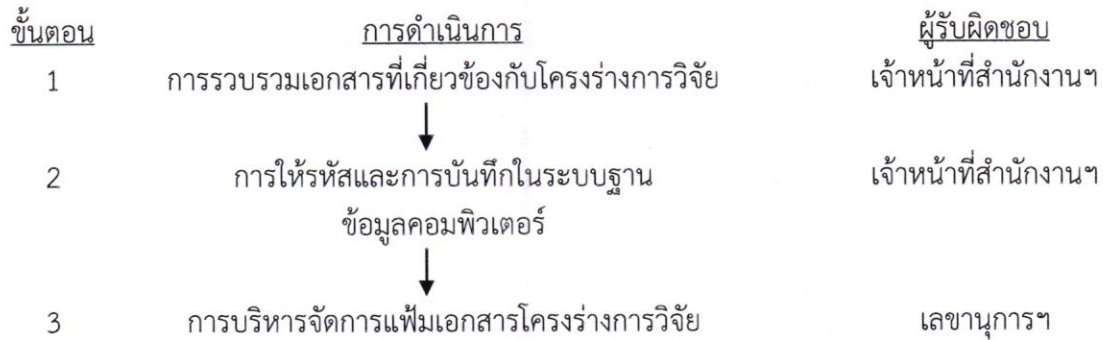 ขั้นตอน การดำเนินการ ผู้รับผิดชอบ
1 การรวบรวมเอกสารที่เกี่ยวข้องกับโครงร่างการวิจัย เจ้าหน้าที่สำนักงานฯ
2 การให้รหัสและการบันทึกในระบบฐาน เจ้าหน้าที่สำนักงานฯ
ข้อมูลคอมพิวเตอร์
3 การบริหารจัดการแฟ้มเอกสารโครงร่างการวิจัย เลขานุการฯ